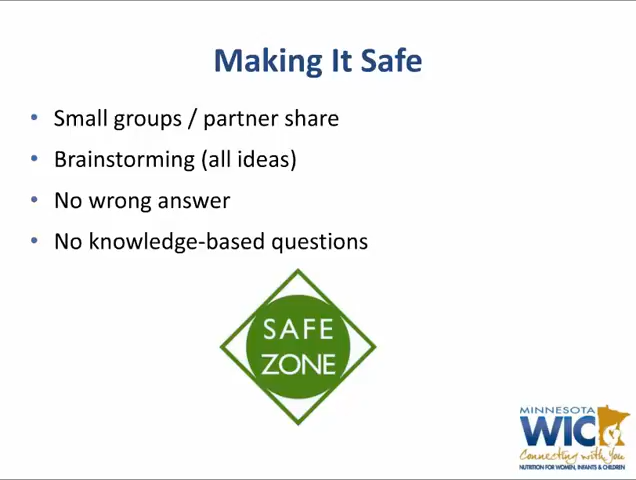 Making It Safe
• Small groups / partner share
• Brainstorming (all ideas)
• No wrong answer
• No knowledge-based questions
SAFE
ZONE
MINNESOTA
WIC
Connecting with You
NUTRITION FOR WOMEN, INFANTS & CHILDREN